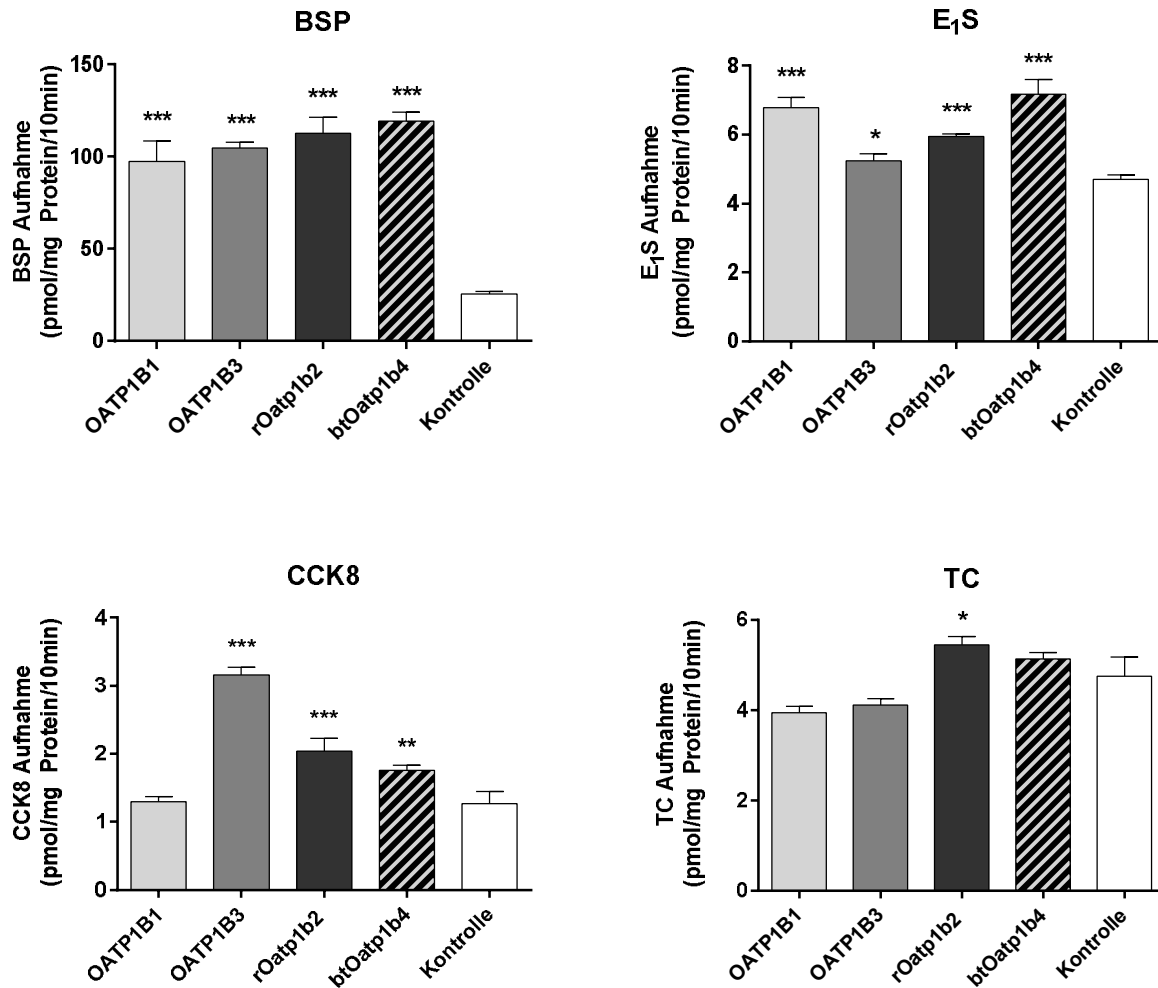 BSP
BSP Aufnahme
(pmol/mg Protein/10min)
150
100
50
0
***
***
***
***
OATP1B1
OATP1B3
rOatp1b2
btOatp1b4
Kontrolle
E₁S
E₁S Aufnahme
(pmol/mg Protein/10min)
8
6
4
2
0
***
*
***
***
OATP1B1
OATP1B3
rOatp1b2
btOatp1b4
Kontrolle
CCK8
CCK8 Aufnahme
(pmol/mg Protein/10min)
4
3
2
1
0
***
***
**
OATP1B1
OATP1B3
rOatp1b2
btOatp1b4
Kontrolle
TC
TC Aufnahme
(pmol/mg Protein/10min)
6
4
2
0
*
OATP1B1
OATP1B3
rOatp1b2
btOatp1b4
Kontrolle